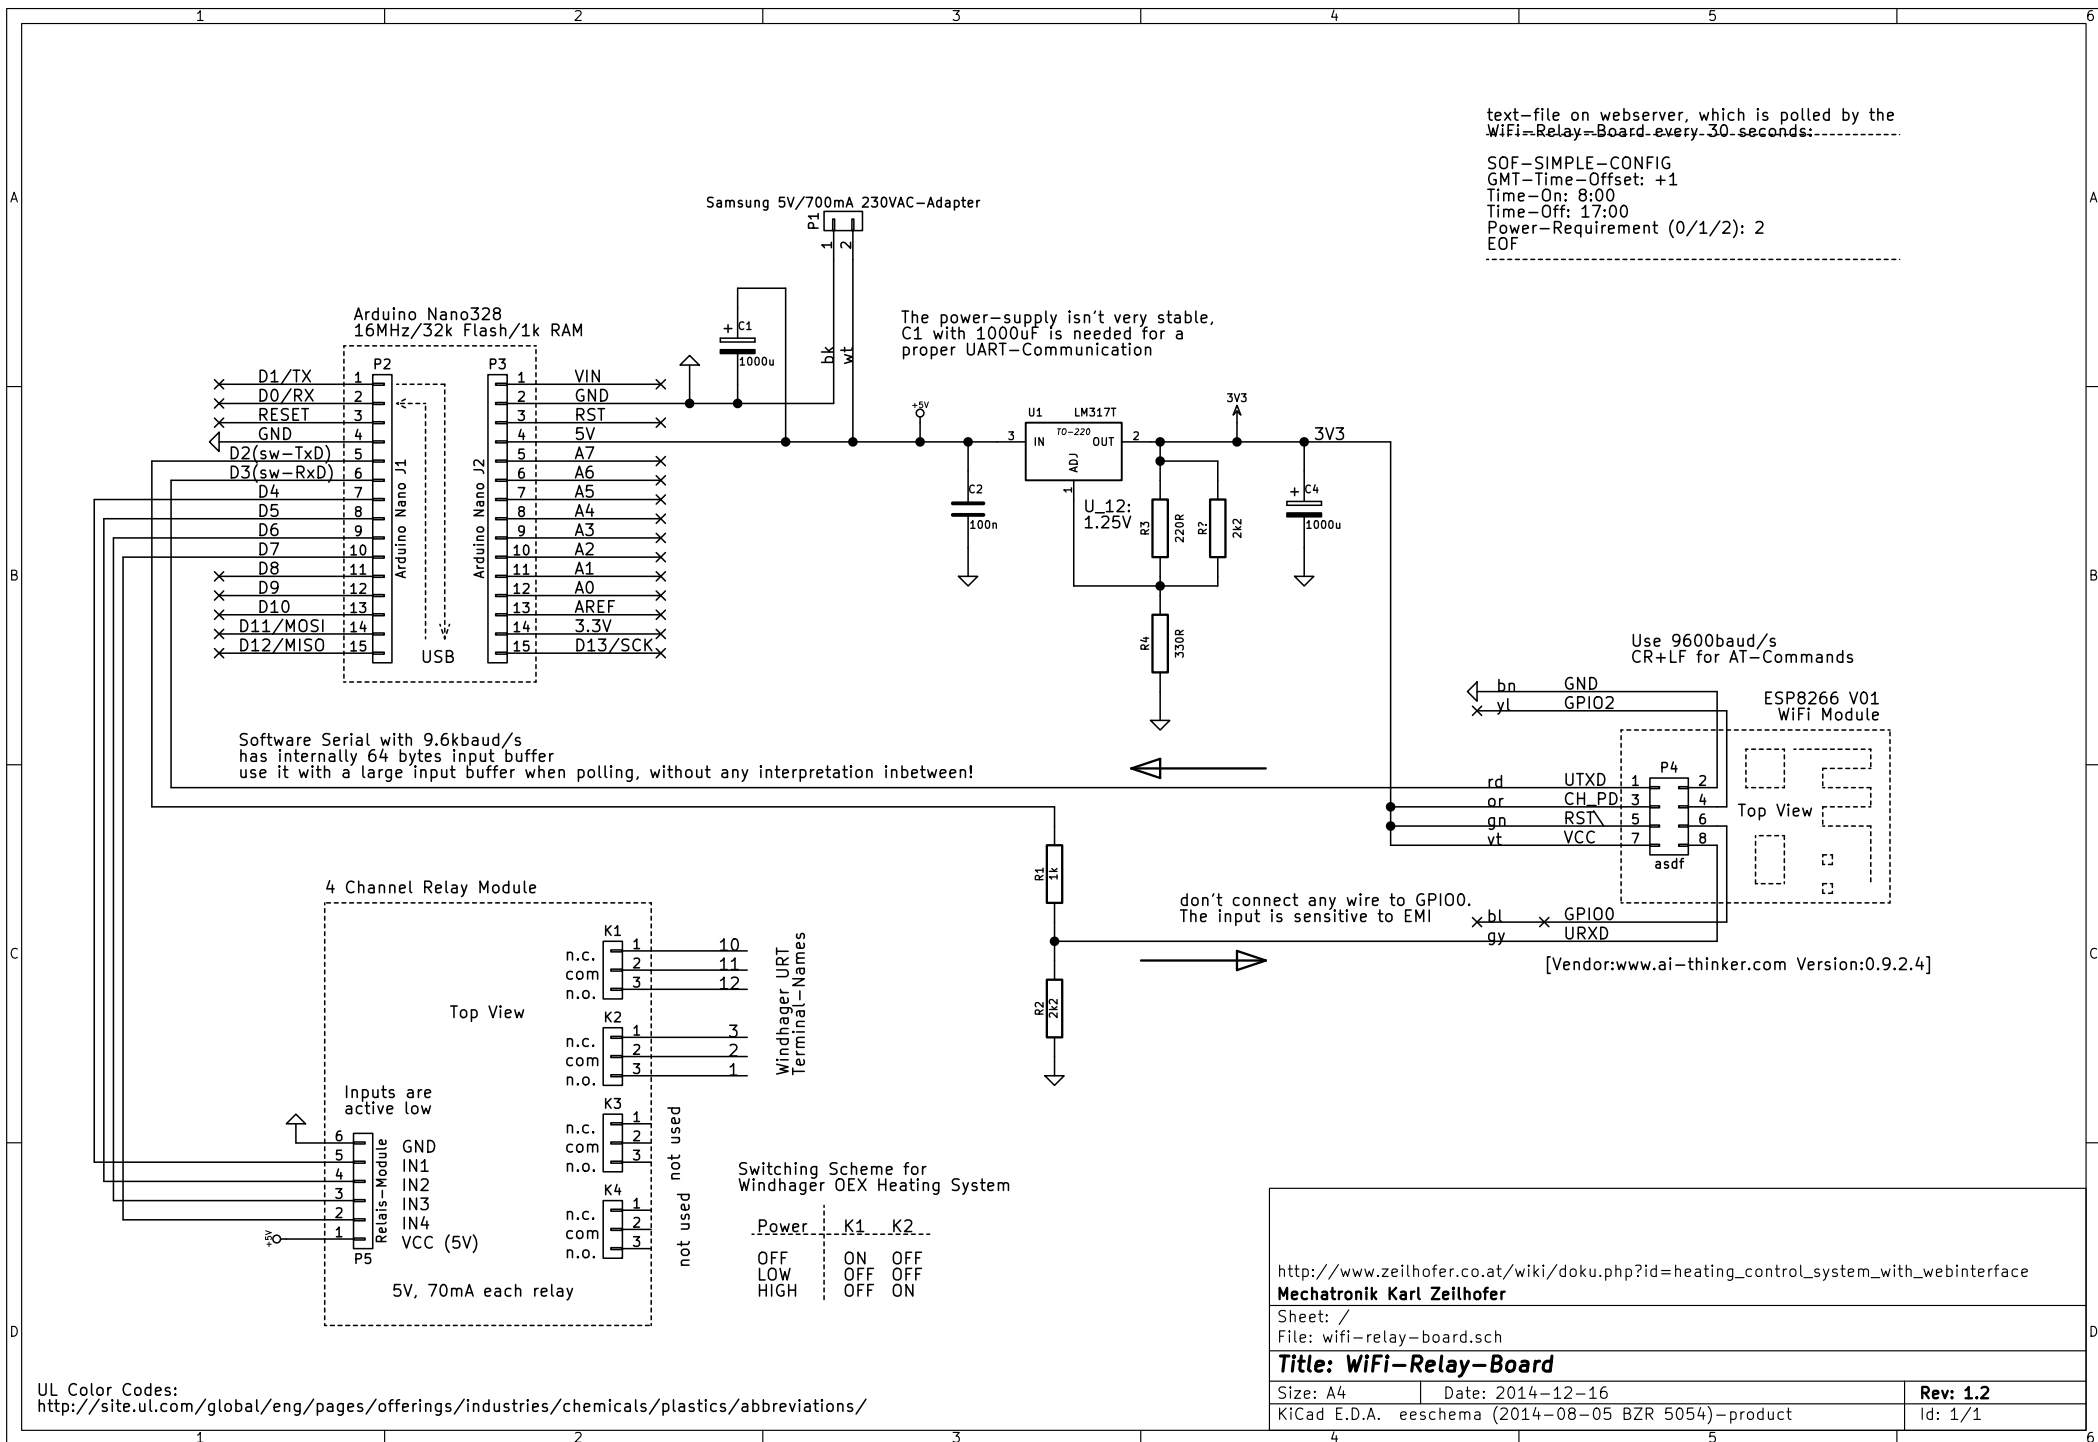 1 2 3 4 5 6
A
B
C
D
text-file on webserver, which is polled by the
WiFi-Relay-Board every 30 seconds:
SOF-SIMPLE-CONFIG
GMT-Time-Offset: +1
Time-On: 8:00
Time-Off: 17:00
Power-Requirement (0/1/2): 2
EOF
A
B
C
D
Samsung 5V/700mA 230VAC-Adapter
P1
1
2
bk
wt
+ C1
1000u
The power-supply isn't very stable,
C1 with 1000uF is needed for a
proper UART-Communication
Arduino Nano328
16MHz/32k Flash/1k RAM
P2
D1/TX 1
D0/RX 2
RESET 3
GND 4
D2(sw-TxD) 5
D3(sw-RxD) 6
D4 7
D5 8
D6 9
D7 10
D8 11
D9 12
D10 13
D11/MOSI 14
D12/MISO 15
Arduino Nano J1
USB
P3
1 VIN
2 GND
3 RST
4 5V
5 A7
6 A6
7 A5
8 A4
9 A3
10 A2
11 A1
12 A0
13 AREF
14 3.3V
15 D13/SCK
Arduino Nano J2
+5V
U1 LM317T
TO-220
3 IN OUT 2
ADJ
1
3V3
3V3
C2
100n
U_12:
1.25V
R3
220R
R?
2k2
+ C4
1000u
R4
330R
Use 9600baud/s
CR+LF for AT-Commands
bn GND
yl GPIO2
ESP8266 V01
WiFi Module
P4
rd UTXD 1 2
or CH_PD 3 4
gn RST\ 5 6
vt VCC 7 8
asdf
Top View
bl GPIO0
gy URXD
don't connect any wire to GPIO0.
The input is sensitive to EMI
[Vendor:www.ai-thinker.com Version:0.9.2.4]
Software Serial with 9.6kbaud/s
has internally 64 bytes input buffer
use it with a large input buffer when polling, without any interpretation inbetween!
R1
1k
R2
2k2
4 Channel Relay Module
Top View
K1
n.c. 1 10
com 2 11
n.o. 3 12
K2
n.c. 1 3
com 2 2
n.o. 3 1
Windhager URT
Terminal-Names
K3
n.c. 1
com 2
n.o. 3
not used
K4
n.c. 1
com 2
n.o. 3
not used
Inputs are
active low
6 GND
5 IN1
4 IN2
3 IN3
2 IN4
1 VCC (5V)
+5V
Relais-Module
P5
5V, 70mA each relay
Switching Scheme for
Windhager OEX Heating System
Power K1 K2
OFF ON OFF
LOW OFF OFF
HIGH OFF ON
UL Color Codes:
http://site.ul.com/global/eng/pages/offerings/industries/chemicals/plastics/abbreviations/
http://www.zeilhofer.co.at/wiki/doku.php?id=heating_control_system_with_webinterface
Mechatronik Karl Zeilhofer
Sheet: /
File: wifi-relay-board.sch
Title: WiFi-Relay-Board
Size: A4 Date: 2014-12-16 Rev: 1.2
KiCad E.D.A. eeschema (2014-08-05 BZR 5054)-product Id: 1/1
1 2 3 4 5 6